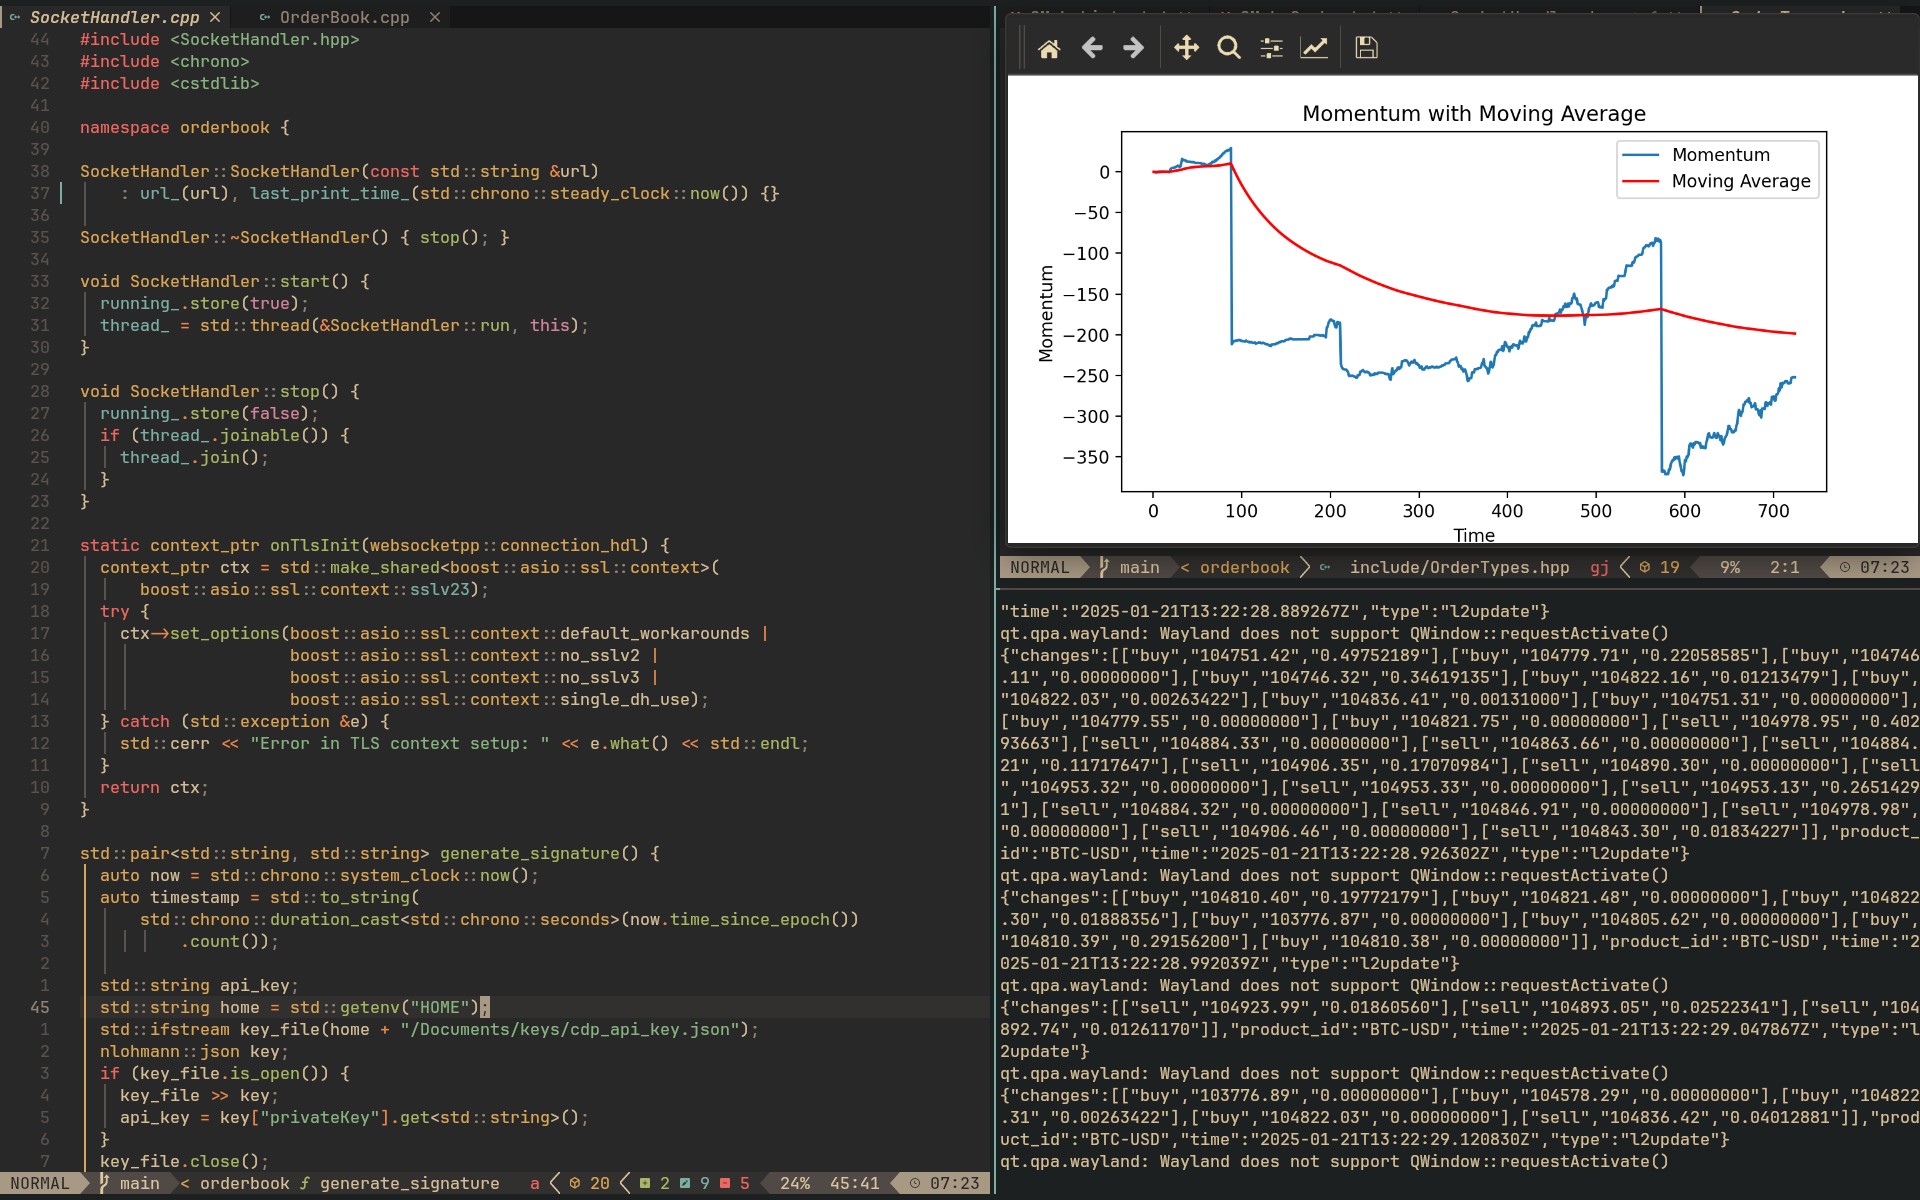 SocketHandler.cpp × OrderBook.cpp ×
44 #include <SocketHandler.hpp>
43 #include <chrono>
42 #include <cstdlib>
41
40 namespace orderbook {
39
38 SocketHandler::SocketHandler(const std::string &url)
37 : url_(url), last_print_time_(std::chrono::steady_clock::now()) {}
36
35 SocketHandler::~SocketHandler() { stop(); }
34
33 void SocketHandler::start() {
32 running_.store(true);
31 thread_ = std::thread(&SocketHandler::run, this);
30 }
29
28 void SocketHandler::stop() {
27 running_.store(false);
26 if (thread_.joinable()) {
25 thread_.join();
24 }
23 }
22
21 static context_ptr onTlsInit(websocketpp::connection_hdl) {
20 context_ptr ctx = std::make_shared<boost::asio::ssl::context>(
19 boost::asio::ssl::context::sslv23);
18 try {
17 ctx->set_options(boost::asio::ssl::context::default_workarounds |
16 boost::asio::ssl::context::no_sslv2 |
15 boost::asio::ssl::context::no_sslv3 |
14 boost::asio::ssl::context::single_dh_use);
13 } catch (std::exception &e) {
12 std::cerr << "Error in TLS context setup: " << e.what() << std::endl;
11 }
10 return ctx;
9 }
8
7 std::pair<std::string, std::string> generate_signature() {
6 auto now = std::chrono::system_clock::now();
5 auto timestamp = std::to_string(
4 std::chrono::duration_cast<std::chrono::seconds>(now.time_since_epoch())
3 .count());
2
1 std::string api_key;
45 std::string home = std::getenv("HOME");
1 std::ifstream key_file(home + "/Documents/keys/cdp_api_key.json");
2 nlohmann::json key;
3 if (key_file.is_open()) {
4 key_file >> key;
5 api_key = key["privateKey"].get<std::string>();
6 }
7 key_file.close();
NORMAL main < orderbook f generate_signature a 20 2 9 5 24% 45:41 07:23
Momentum with Moving Average
Momentum
Moving Average
0
−50
−100
−150
−200
−250
−300
−350
Momentum
0 100 200 300 400 500 600 700
Time
NORMAL main < orderbook include/OrderTypes.hpp gj 19 9% 2:1 07:23
"time":"2025-01-21T13:22:28.889267Z","type":"l2update"}
qt.qpa.wayland: Wayland does not support QWindow::requestActivate()
{"changes":[["buy","104751.42","0.49752189"],["buy","104779.71","0.22058585"],["buy","104746
.11","0.00000000"],["buy","104746.32","0.34619135"],["buy","104822.16","0.01213479"],["buy",
"104822.03","0.00263422"],["buy","104836.41","0.00131000"],["buy","104751.31","0.00000000"],
["buy","104779.55","0.00000000"],["buy","104821.75","0.00000000"],["sell","104978.95","0.402
93663"],["sell","104884.33","0.00000000"],["sell","104863.66","0.00000000"],["sell","104884.
21","0.11717647"],["sell","104906.35","0.17070984"],["sell","104890.30","0.00000000"],["sell
","104953.32","0.00000000"],["sell","104953.33","0.00000000"],["sell","104953.13","0.2651429
1"],["sell","104884.32","0.00000000"],["sell","104846.91","0.00000000"],["sell","104978.98",
"0.00000000"],["sell","104906.46","0.00000000"],["sell","104843.30","0.01834227"]],"product_
id":"BTC-USD","time":"2025-01-21T13:22:28.926302Z","type":"l2update"}
qt.qpa.wayland: Wayland does not support QWindow::requestActivate()
{"changes":[["buy","104810.40","0.19772179"],["buy","104821.48","0.00000000"],["buy","104822
.30","0.01888356"],["buy","103776.87","0.00000000"],["buy","104805.62","0.00000000"],["buy",
"104810.39","0.29156200"],["buy","104810.38","0.00000000"]],"product_id":"BTC-USD","time":"2
025-01-21T13:22:28.992039Z","type":"l2update"}
qt.qpa.wayland: Wayland does not support QWindow::requestActivate()
{"changes":[["sell","104923.99","0.01860560"],["sell","104893.05","0.02522341"],["sell","104
892.74","0.01261170"]],"product_id":"BTC-USD","time":"2025-01-21T13:22:29.047867Z","type":"l
2update"}
qt.qpa.wayland: Wayland does not support QWindow::requestActivate()
{"changes":[["buy","103776.89","0.00000000"],["buy","104578.29","0.00000000"],["buy","104822
.31","0.00263422"],["buy","104822.03","0.00000000"],["sell","104836.42","0.04012881"]],"prod
uct_id":"BTC-USD","time":"2025-01-21T13:22:29.120830Z","type":"l2update"}
qt.qpa.wayland: Wayland does not support QWindow::requestActivate()